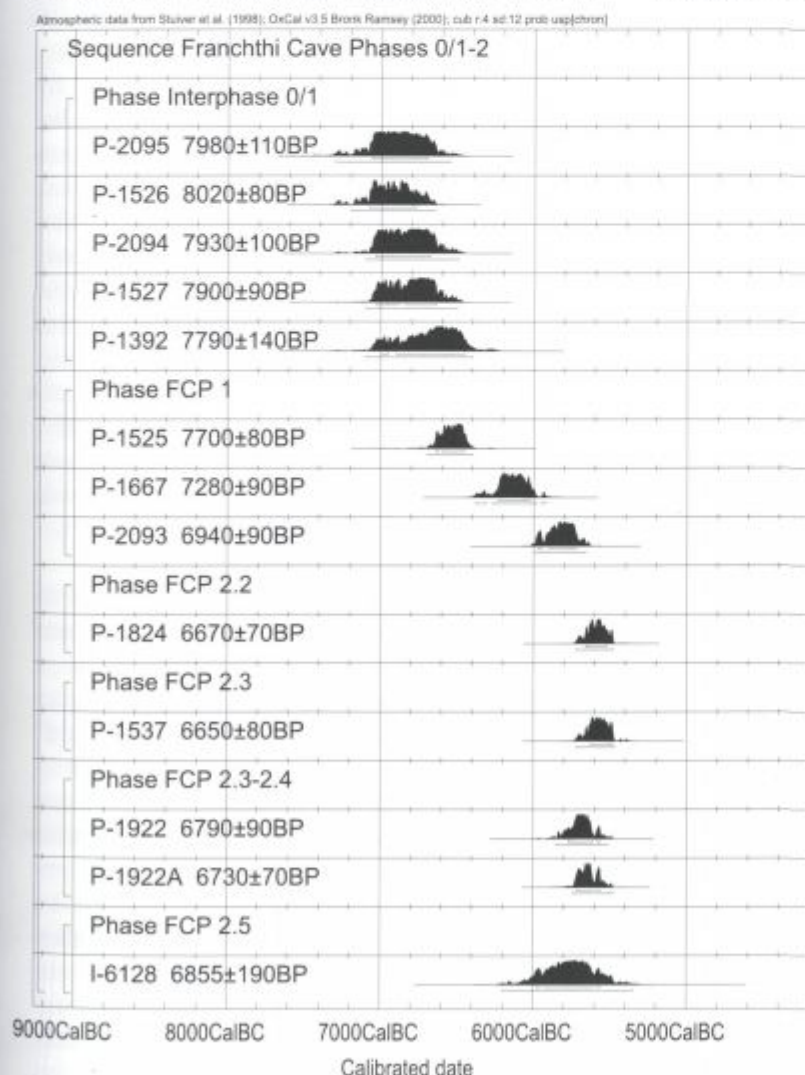 Atmospheric data from Stuiver et al. (1998); OxCal v3.5 Bronk Ramsey (2000); cub r:4 sd:12 prob usp[chron]
Sequence Franchthi Cave Phases 0/1-2
Phase Interphase 0/1
P-2095 7980±110BP
P-1526 8020±80BP
P-2094 7930±100BP
P-1527 7900±90BP
P-1392 7790±140BP
Phase FCP 1
P-1525 7700±80BP
P-1667 7280±90BP
P-2093 6940±90BP
Phase FCP 2.2
P-1824 6670±70BP
Phase FCP 2.3
P-1537 6650±80BP
Phase FCP 2.3-2.4
P-1922 6790±90BP
P-1922A 6730±70BP
Phase FCP 2.5
I-6128 6855±190BP
9000CalBC 8000CalBC 7000CalBC 6000CalBC 5000CalBC
Calibrated date